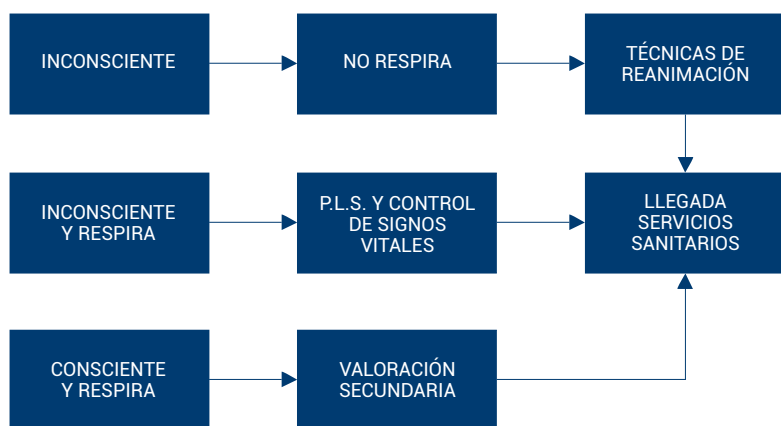 INCONSCIENTE
NO RESPIRA
TÉCNICAS DE
REANIMACIÓN
INCONSCIENTE
Y RESPIRA
P.L.S. Y CONTROL
DE SIGNOS
VITALES
LLEGADA
SERVICIOS
SANITARIOS
CONSCIENTE
Y RESPIRA
VALORACIÓN
SECUNDARIA